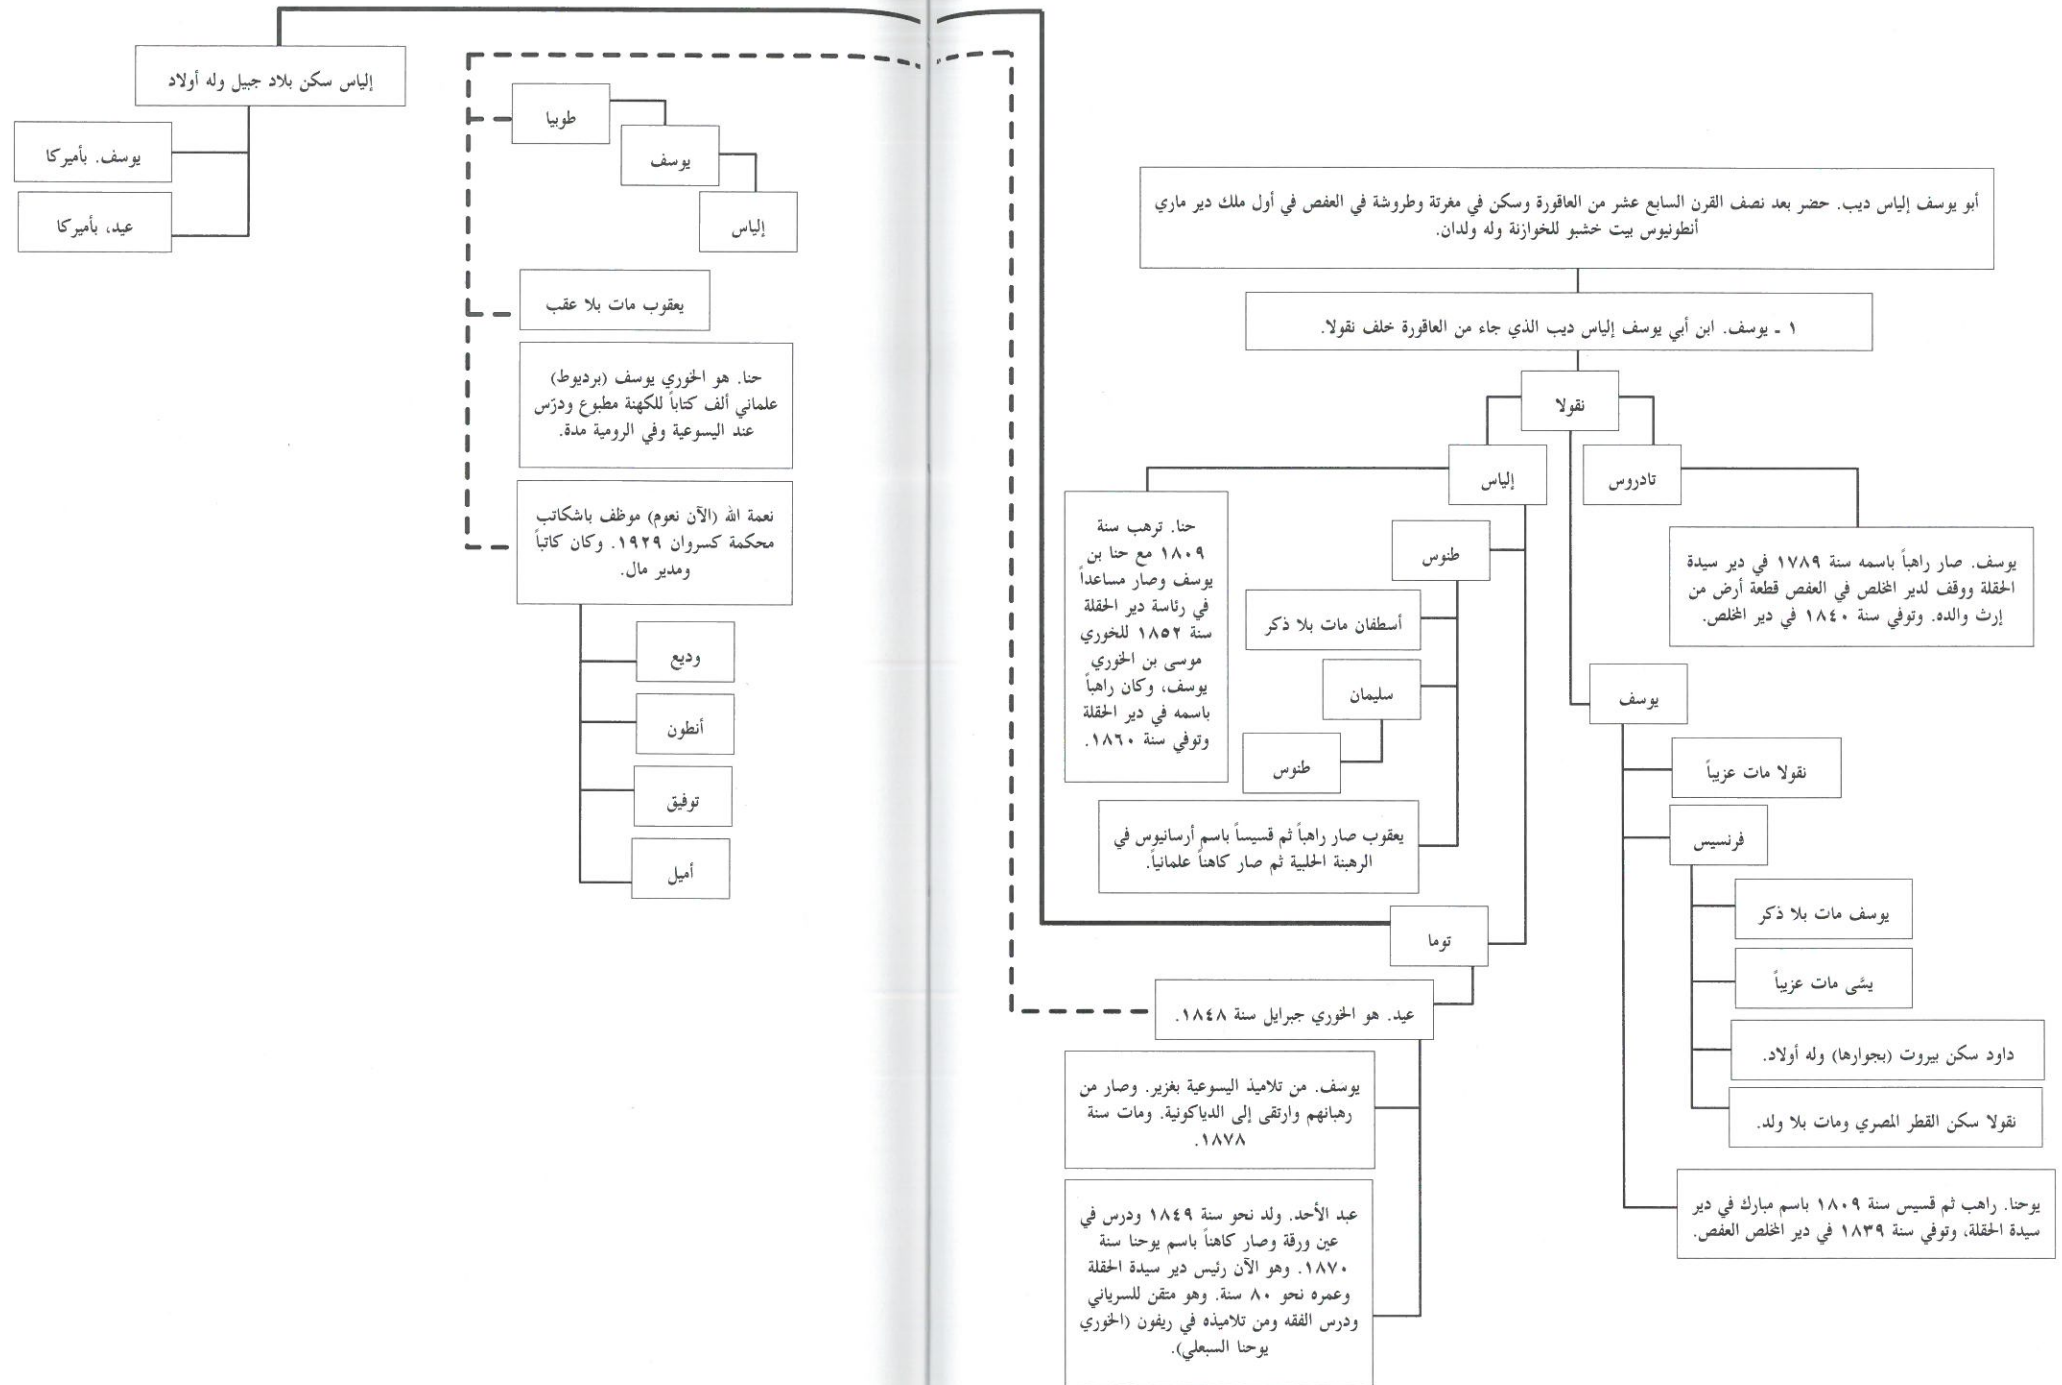 أبو يوسف إلياس ديب. حضر بعد نصف القرن السابع عشر من العاقورة وسكن في مغرتة وطروشة في العفص في أول ملك دير ماري
أنطونيوس بيت خشبو للخوازنة وله ولدان.
١ ـ يوسف. ابن أبي يوسف إلياس ديب الذي جاء من العاقورة خلف نقولا.
نقولا
تادروس
يوسف. صار راهباً باسمه سنة ١٧٨٩ في دير سيدة
الحقلة ووقف لدير المخلص في العفص قطعة أرض من
إرث والده. وتوفي سنة ١٨٤٠ في دير المخلص.
يوسف
نقولا مات عزيباً
فرنسيس
يوسف مات بلا ذكر
يسَّى مات عزيباً
داود سكن بيروت (بجوارها) وله أولاد.
نقولا سكن القطر المصري ومات بلا ولد.
يوحنا. راهب ثم قسيس سنة ١٨٠٩ باسم مبارك في دير
سيدة الحقلة، وتوفي سنة ١٨٣٩ في دير المخلص العفص.
إلياس
حنا. ترهب سنة
١٨٠٩ مع حنا بن
يوسف وصار مساعداً
في رئاسة دير الحقلة
سنة ١٨٥٢ للخوري
موسى بن الخوري
يوسف، وكان راهباً
باسمه في دير الحقلة
وتوفي سنة ١٨٦٠.
طنوس
أسطفان مات بلا ذكر
سليمان
طنوس
يعقوب صار راهباً ثم قسيساً باسم أرسانيوس في
الرهبنة الحلبية ثم صار كاهناً علمانياً.
توما
عيد. هو الخوري جبرايل سنة ١٨٤٨.
يوسف. من تلاميذ اليسوعية بغزير. وصار من
رهبانهم وارتقى إلى الدياكونية. ومات سنة
١٨٧٨.
عبد الأحد. ولد نحو سنة ١٨٤٩ ودرس في
عين ورقة وصار كاهناً باسم يوحنا سنة
١٨٧٠. وهو الآن رئيس دير سيدة الحقلة
وعمره نحو ٨٠ سنة. وهو متقن للسرياني
ودرس الفقه ومن تلاميذه في ريفون (الخوري
يوحنا السبعلي).
طوبيا
يوسف
إلياس
يعقوب مات بلا عقب
حنا. هو الخوري يوسف (برديوط)
علماني ألف كتاباً للكهنة مطبوع ودرّس
عند اليسوعية وفي الرومية مدة.
نعمة الله (الآن نعوم) موظف باشكاتب
محكمة كسروان ١٩٢٩. وكان كاتباً
ومدير مال.
وديع
أنطون
توفيق
أميل
إلياس سكن بلاد جبيل وله أولاد
يوسف. بأميركا
عيد، بأميركا